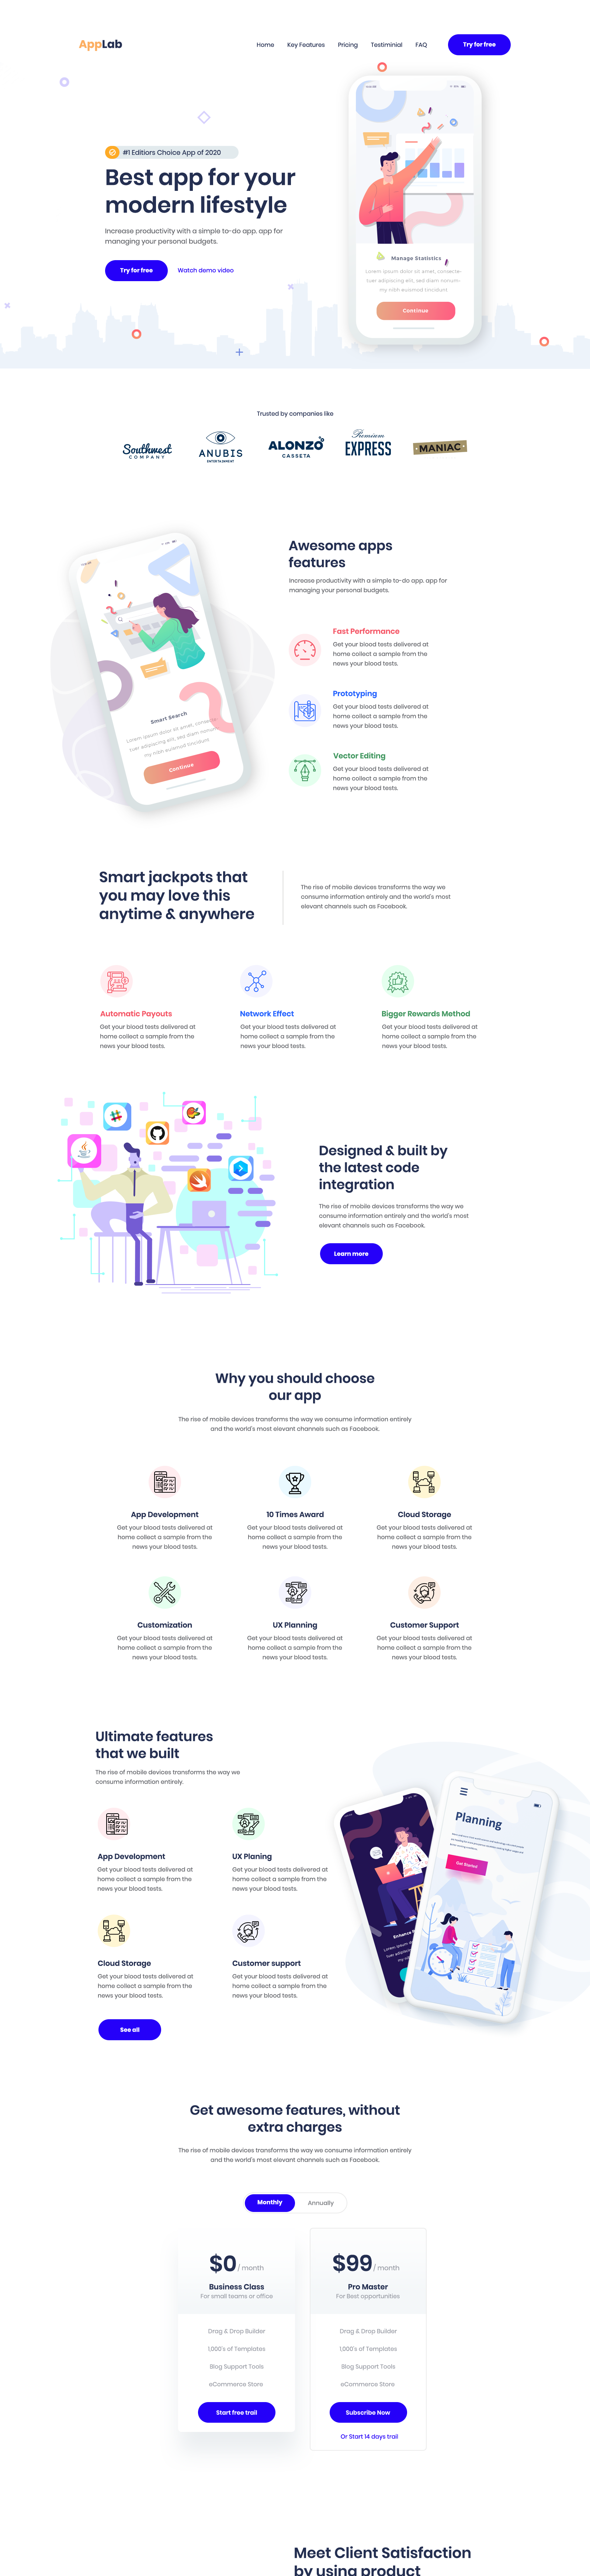 AppLab
Home Key Features Pricing Testiminial FAQ Try for free
#1 Editiors Choice App of 2020
Best app for your
modern lifestyle
Increase productivity with a simple to-do app. app for
managing your personal budgets.
Try for free Watch demo video
Manage Statistics
Lorem ipsum dolor sit amet, consecte-
tuer adipiscing elit, sed diam nonum-
my nibh euismod tincidunt
Continue
Trusted by companies like
Southwest
COMPANY
ANUBIS
ENTERTAINMENT
ALONZO
CASSETA
Premium
EXPRESS
MANIAC
Awesome apps
features
Increase productivity with a simple to-do app. app for
managing your personal budgets.
Smart Search
Lorem ipsum dolor sit amet, consecte-
tuer adipiscing elit, sed diam nonum-
my nibh euismod tincidunt
Continue
Fast Performance
Get your blood tests delivered at
home collect a sample from the
news your blood tests.
Prototyping
Get your blood tests delivered at
home collect a sample from the
news your blood tests.
Vector Editing
Get your blood tests delivered at
home collect a sample from the
news your blood tests.
Smart jackpots that
you may love this
anytime & anywhere
The rise of mobile devices transforms the way we
consume information entirely and the world's most
elevant channels such as Facebook.
Automatic Payouts
Get your blood tests delivered at
home collect a sample from the
news your blood tests.
Network Effect
Get your blood tests delivered at
home collect a sample from the
news your blood tests.
Bigger Rewards Method
Get your blood tests delivered at
home collect a sample from the
news your blood tests.
Designed & built by
the latest code
integration
The rise of mobile devices transforms the way we
consume information entirely and the world's most
elevant channels such as Facebook.
Learn more
Why you should choose
our app
The rise of mobile devices transforms the way we consume information entirely
and the world's most elevant channels such as Facebook.
App Development
Get your blood tests delivered at
home collect a sample from the
news your blood tests.
10 Times Award
Get your blood tests delivered at
home collect a sample from the
news your blood tests.
Cloud Storage
Get your blood tests delivered at
home collect a sample from the
news your blood tests.
Customization
Get your blood tests delivered at
home collect a sample from the
news your blood tests.
UX Planning
Get your blood tests delivered at
home collect a sample from the
news your blood tests.
Customer Support
Get your blood tests delivered at
home collect a sample from the
news your blood tests.
Ultimate features
that we built
The rise of mobile devices transforms the way we
consume information entirely.
App Development
Get your blood tests delivered at
home collect a sample from the
news your blood tests.
UX Planing
Get your blood tests delivered at
home collect a sample from the
news your blood tests.
Cloud Storage
Get your blood tests delivered at
home collect a sample from the
news your blood tests.
Customer support
Get your blood tests delivered at
home collect a sample from the
news your blood tests.
See all
Planning
Get Started
Enhance
Lorem ipsum do
tuer adipiscing
my ni
Get awesome features, without
extra charges
The rise of mobile devices transforms the way we consume information entirely
and the world's most elevant channels such as Facebook.
Monthly Annually
$0 / month
Business Class
For small teams or office
Drag & Drop Builder
1,000's of Templates
Blog Support Tools
eCommerce Store
Start free trail
$99 / month
Pro Master
For Best opportunities
Drag & Drop Builder
1,000's of Templates
Blog Support Tools
eCommerce Store
Subscribe Now
Or Start 14 days trail
Meet Client Satisfaction
by using product